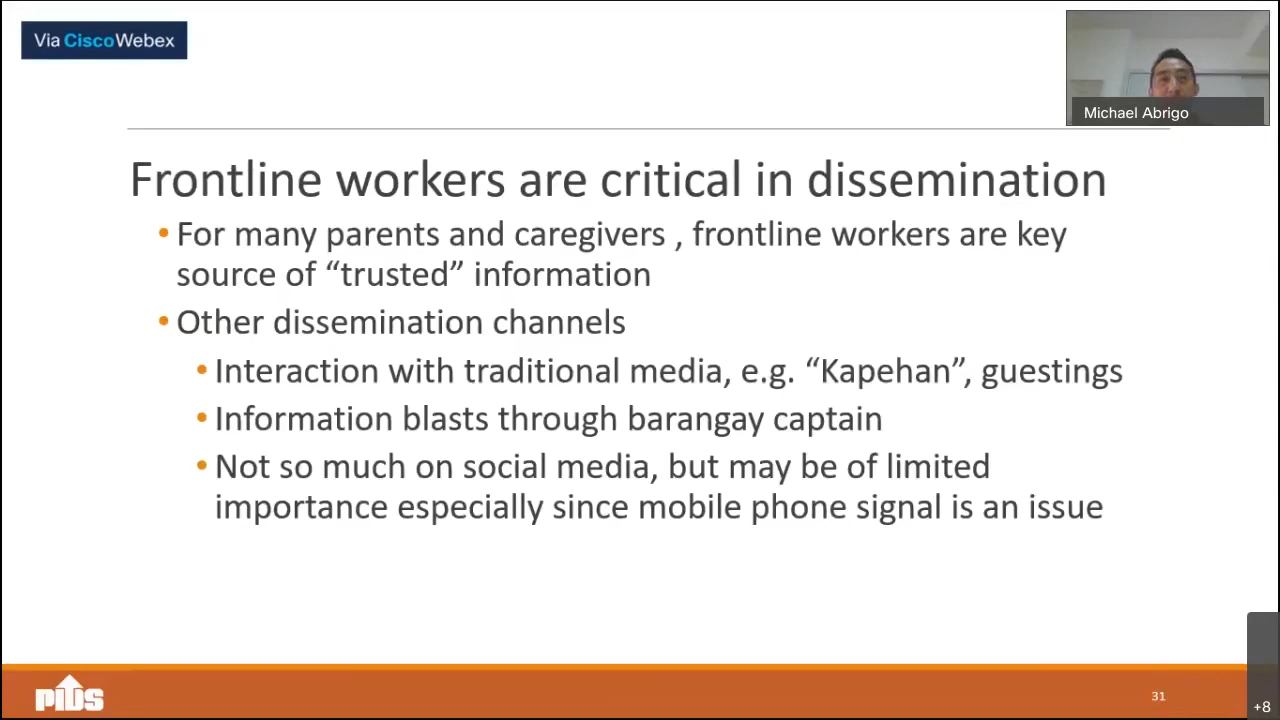 Via CiscoWebex
Michael Abrigo
Frontline workers are critical in dissemination
• For many parents and caregivers , frontline workers are key
source of “trusted” information
• Other dissemination channels
• Interaction with traditional media, e.g. “Kapehan”, guestings
• Information blasts through barangay captain
• Not so much on social media, but may be of limited
importance especially since mobile phone signal is an issue
PIDS
31
+8